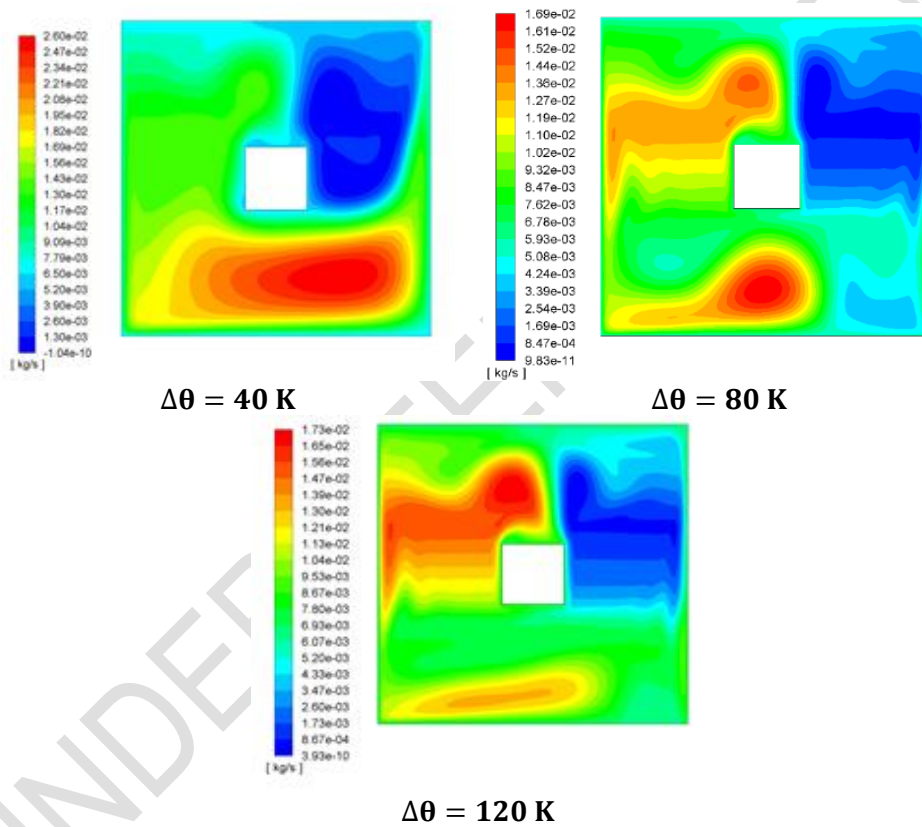 2.60e-02
2.47e-02
2.34e-02
2.21e-02
2.08e-02
1.95e-02
1.82e-02
1.69e-02
1.56e-02
1.43e-02
1.30e-02
1.17e-02
1.04e-02
9.09e-03
7.79e-03
6.50e-03
5.20e-03
3.90e-03
2.60e-03
1.30e-03
-1.04e-10
[ kg/s ]
Δθ = 40 K
1.69e-02
1.61e-02
1.52e-02
1.44e-02
1.36e-02
1.27e-02
1.19e-02
1.10e-02
1.02e-02
9.32e-03
8.47e-03
7.62e-03
6.78e-03
5.93e-03
5.08e-03
4.24e-03
3.39e-03
2.54e-03
1.69e-03
8.47e-04
9.83e-11
[ kg/s ]
Δθ = 80 K
1.73e-02
1.65e-02
1.56e-02
1.47e-02
1.39e-02
1.30e-02
1.21e-02
1.13e-02
1.04e-02
9.53e-03
8.67e-03
7.80e-03
6.93e-03
6.07e-03
5.20e-03
4.33e-03
3.47e-03
2.60e-03
1.73e-03
8.67e-04
3.93e-10
[ kg/s ]
Δθ = 120 K